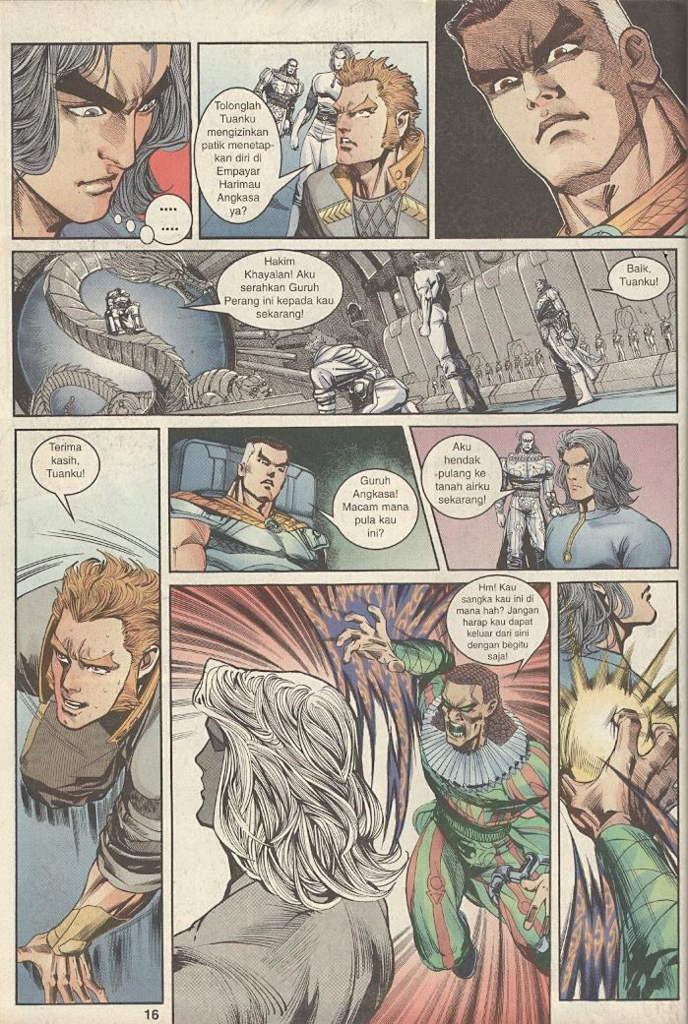 ....
....
Tolonglah
Tuanku
mengizinkan
patik menetap-
kan diri di
Empayar
Harimau
Angkasa
ya?
Hakim
Khayalan! Aku
serahkan Guruh
Perang ini kepada kau
sekarang!
Baik,
Tuanku!
Terima
kasih,
Tuanku!
Guruh
Angkasa!
Macam mana
pula kau
ini?
Aku
hendak
-pulang ke
tanah airku
sekarang!
Hm! Kau
sangka kau ini di
mana hah? Jangan
harap kau dapat
keluar dari sini
dengan begitu
saja!
16